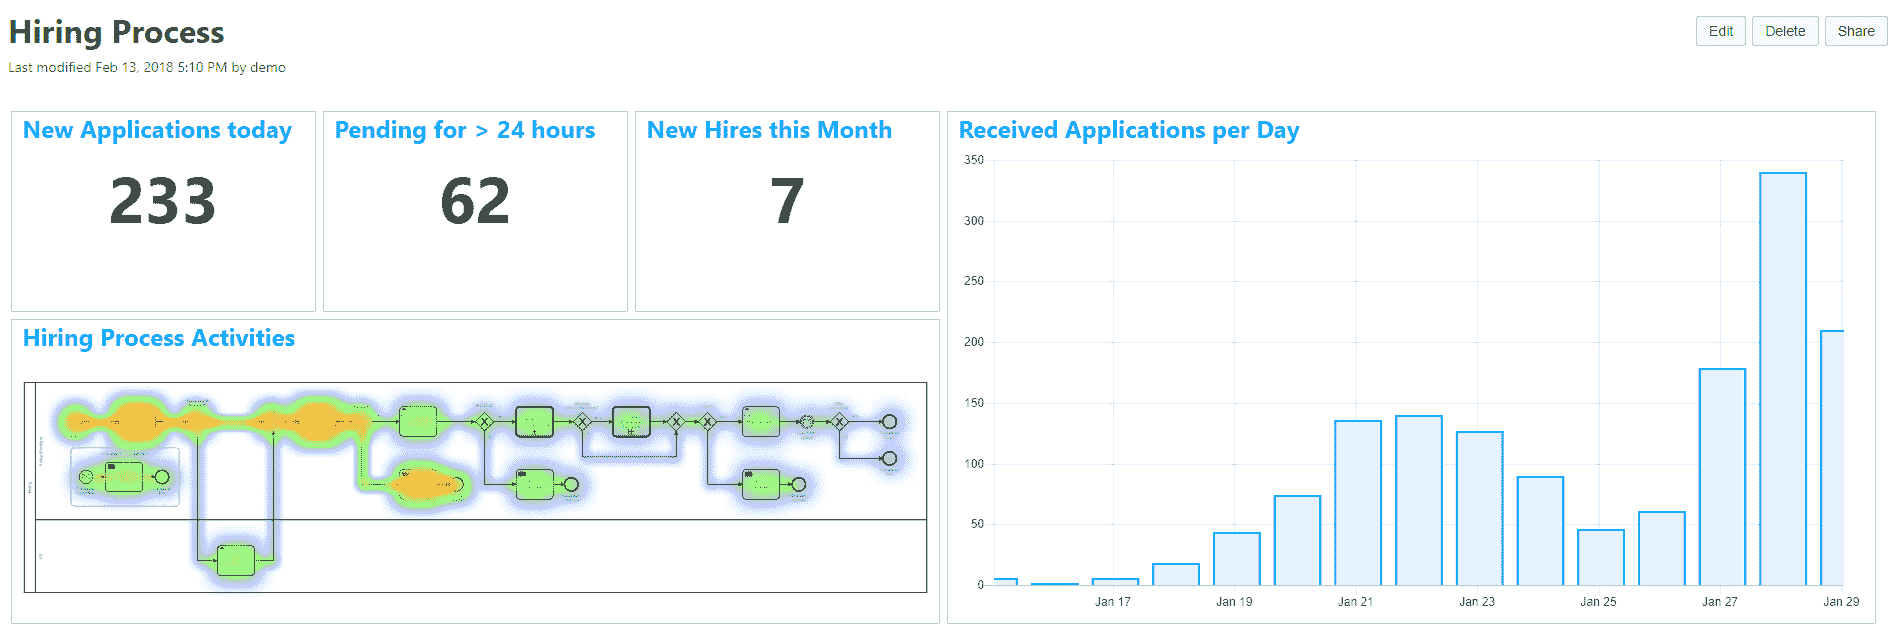 Hiring Process
Edit
Delete
Share
Last modified Feb 13, 2018 5:10 PM by demo
New Applications today
233
Pending for > 24 hours
62
New Hires this Month
7
Received Applications per Day
350
300
250
200
150
100
50
0
Jan 17
Jan 19
Jan 21
Jan 23
Jan 25
Jan 27
Jan 29
Hiring Process Activities